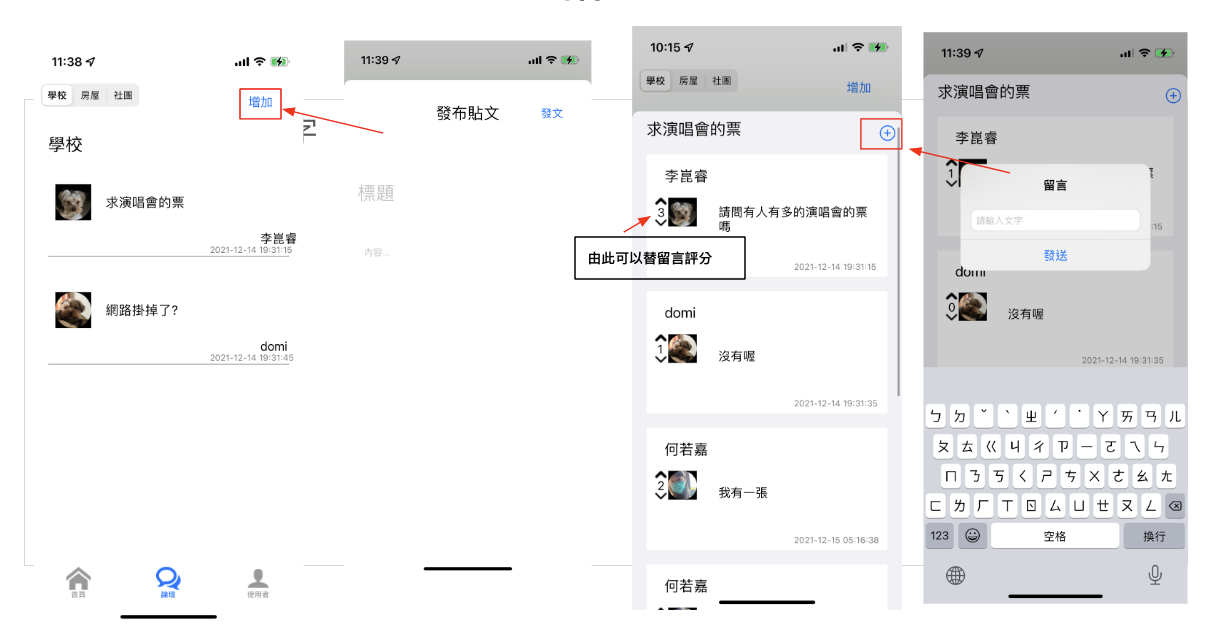 11:38
學校 房屋 社團
增加
學校
求演唱會的票
李崑睿
2021-12-14 19:31:15
網路掛掉了?
domi
2021-12-14 19:31:45
首頁 論壇 使用者
11:39
發布貼文 發文
標題
內容...
10:15
學校 房屋 社團
增加
求演唱會的票
李崑睿
3
請問有人有多的演唱會的票
嗎
由此可以替留言評分
2021-12-14 19:31:15
domi
1
沒有喔
2021-12-14 19:31:35
何若嘉
2
我有一張
2021-12-15 05:16:38
何若嘉
11:39
求演唱會的票
李崑睿
1
留言
請輸入文字
:15
發送
domi
0
沒有喔
2021-12-14 19:31:35
ㄅ ㄉ ˇ ˋ ㄓ ˊ ˙ ㄚ ㄞ ㄢ ㄦ
ㄆ ㄊ ㄍ ㄐ ㄔ ㄗ ㄧ ㄛ ㄟ ㄣ
ㄇ ㄋ ㄎ ㄑ ㄕ ㄘ ㄨ ㄜ ㄠ ㄤ
ㄈ ㄌ ㄏ ㄒ ㄖ ㄙ ㄩ ㄝ ㄡ ㄥ
123 空格 換行